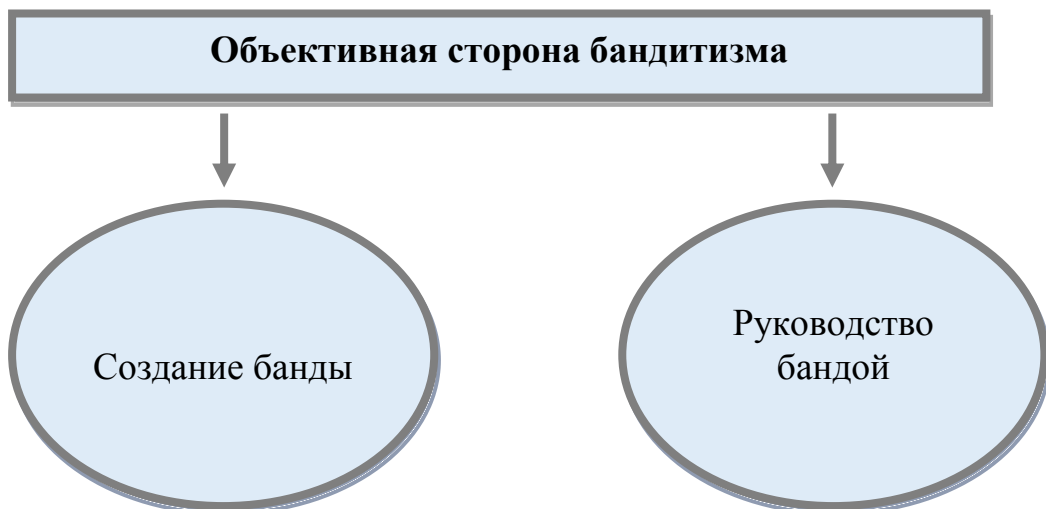 Объективная сторона бандитизма
Создание банды
Руководство
бандой